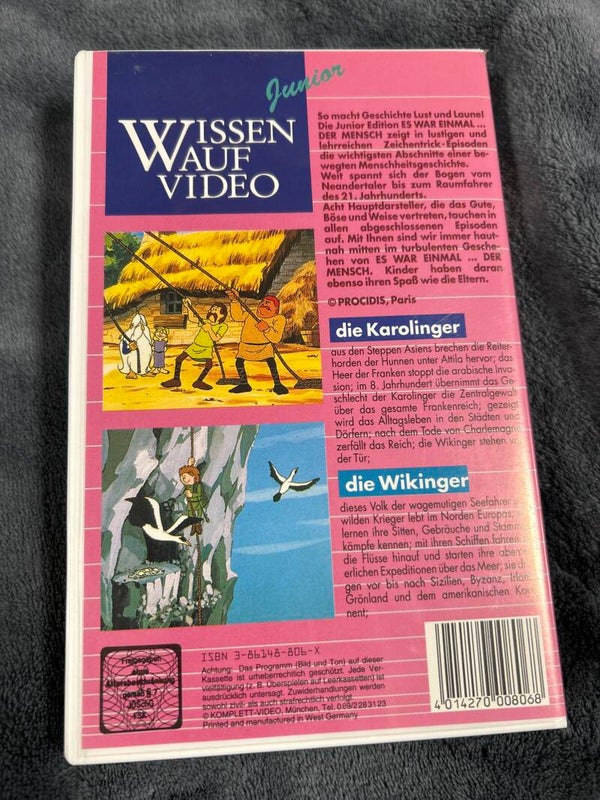 Junior
WISSEN
AUF
VIDEO
So macht Geschichte Lust und Laune!
Die Junior Edition ES WAR EINMAL ...
DER MENSCH zeigt in lustigen und
lehrreichen Zeichentrick-Episoden
die wichtigsten Abschnitte einer be-
wegten Menschheitsgeschichte.
Weit spannt sich der Bogen vom
Neandertaler bis zum Raumfahrer
des 21. Jahrhunderts.
Acht Hauptdarsteller, die das Gute,
Böse und Weise vertreten, tauchen in
allen abgeschlossenen Episoden
auf. Mit Ihnen sind wir immer haut-
nah mitten im turbulenten Gesche-
hen von ES WAR EINMAL ... DER
MENSCH. Kinder haben daran
ebenso ihren Spaß wie die Eltern.
© PROCIDIS, Paris
die Karolinger
aus den Steppen Asiens brechen die Reiter-
horden der Hunnen unter Attila hervor; das
Heer der Franken stoppt die arabische Inva-
sion; im 8. Jahrhundert übernimmt das Ge-
schlecht der Karolinger die Zentralgewalt
über das gesamte Frankenreich; gezeigt
wird das Alltagsleben in den Städten und
Dörfern; nach dem Tode von Charlemagne
zerfällt das Reich; die Wikinger stehen vor
der Tür;
die Wikinger
dieses Volk der wagemutigen Seefahrer
wilden Krieger lebt im Norden Europas;
lernen ihre Sitten, Gebräuche und Stammes-
kämpfe kennen; mit ihren Schiffen fahren
die Flüsse hinauf und starten ihre abent
erlichen Expeditionen über das Meer; sie
gen vor bis nach Sizilien, Byzanz, Irland
Grönland und dem amerikanischen Kon
nent;
ISBN 3-86148-806-X
Achtung: Das Programm (Bild und Ton) auf dieser
Kassette ist urheberrechtlich geschützt. Jede Ver-
vielfältigung (z. B. Überspielen auf Leerkassetten) ist
ausdrücklich untersagt. Zuwiderhandlungen werden
sowohl zivil- als auch strafrechtlich verfolgt.
© KOMPLETT-VIDEO, München, Tel. 089/2283123
Printed and manufactured in West Germany
Freigegeben
ohne
Altersbeschränkung
gemäß § 7
JÖSchG
FSK
4 014270 008068